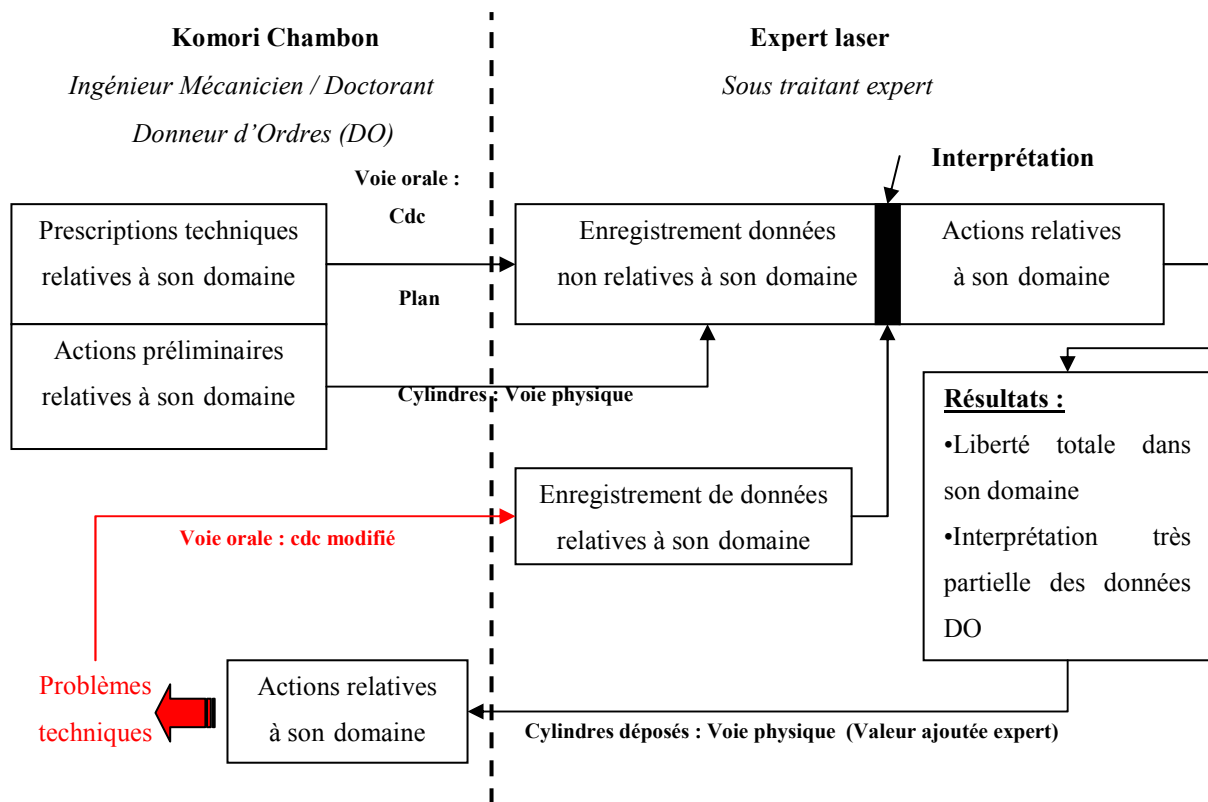 Komori Chambon
Ingénieur Mécanicien / Doctorant
Donneur d'Ordres (DO)
Expert laser
Sous traitant expert
Voie orale :
Cdc
Plan
Interprétation
Prescriptions techniques
relatives à son domaine
Actions préliminaires
relatives à son domaine
Enregistrement données
non relatives à son domaine
Actions relatives
à son domaine
Cylindres : Voie physique
Résultats :
•Liberté totale dans
son domaine
•Interprétation très
partielle des données
DO
Enregistrement de données
relatives à son domaine
Voie orale : cdc modifié
Problèmes
techniques
Actions relatives
à son domaine
Cylindres déposés : Voie physique (Valeur ajoutée expert)